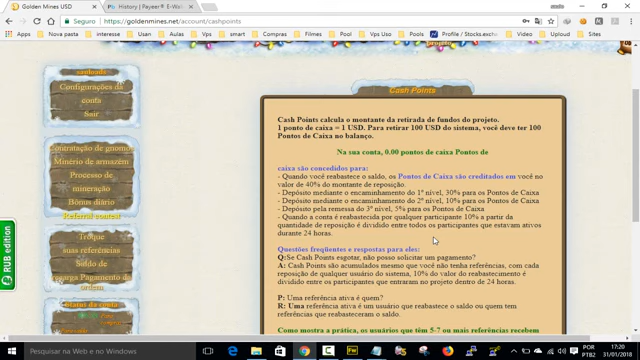 Golden Mines USD
History | Payeer® E-Wa
Seguro
https://goldenmines.net/account/cashpoints
Apps
Nova pasta
interest
Usan
Aulas
Vps
smart
Compras
Pools
Profile / Stocks.exch
Configurações da
conta
Sair
Contratação de gnomos
Minério de armazém
Processo de
mineração
Bônus diário
Referral contest
Troque
suas referências
Saldo de
recarga Pagamento de
ordem
Status da conta
RUB edition
Cash Points
Cash Points calcula o montante da retirada de fundos do projeto.
1 ponto de caixa = 1 USD. Para retirar 100 USD do sistema, você deve ter 100
Pontos de Caixa no balanço.
Na sua conta, 0.00 pontos de caixa Pontos de
caixa são concedidos para:
- Quando você reabastece o saldo, os Pontos de Caixa são creditados em você no
valor de 40% do montante de reposição.
- Depósito mediante o encaminhamento do 1º nível, 30% para os Pontos de Caixa
- Depósito mediante o encaminhamento do 2º nível, 10% para os Pontos de Caixa
- Depósito pela remessa do 3º nível, 5% para os Pontos de Caixa
- Quando a conta é reabastecida por qualquer participante 10% a partir da
quantidade de reposição é dividido entre todos os participantes que estavam ativos
durante 24 horas.
Questões freqüentes e respostas para eles:
Q:Se Cash Points esgotar, não posso solicitar um pagamento?
A: Cash Points são acumulados mesmo que você não tenha referências, com cada
reposição de qualquer usuário do sistema, 10% do valor do reabastecimento é
dividido entre participantes que entraram no projeto dentro de 24 horas.
P: Uma referência ativa é quem?
R: Uma referência ativa é um usuário que reabastece o saldo ou quem tem
referências que reabasteceram o saldo.
Como mostra a prática, os usuários que têm 5-7 ou mais referências recebem
Pesquisar na Web e no Windows
POR
PTB2
17:20
31/01/2018